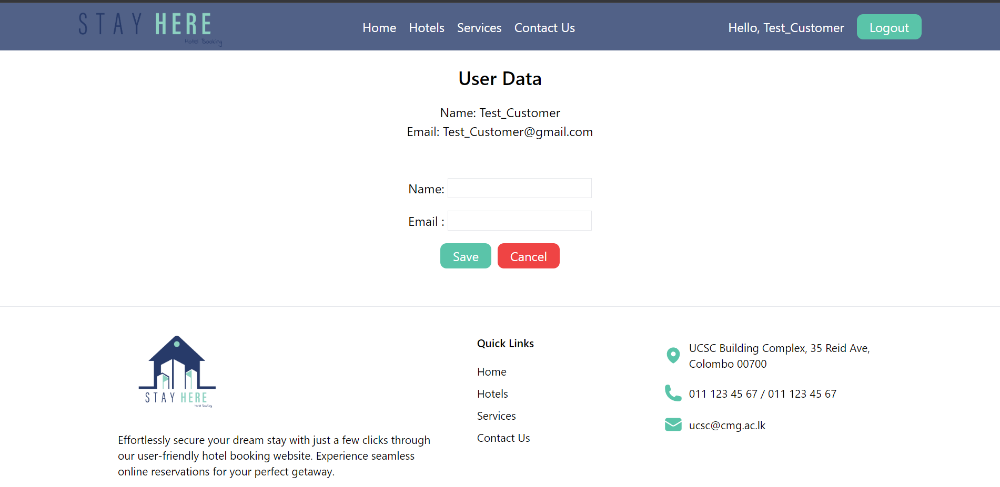 STAY HERE
Hotel Booking
Home Hotels Services Contact Us
Hello, Test_Customer Logout
User Data
Name: Test_Customer
Email: Test_Customer@gmail.com
Name:
Email :
Save Cancel
STAY HERE
Hotel Booking
Effortlessly secure your dream stay with just a few clicks through
our user-friendly hotel booking website. Experience seamless
online reservations for your perfect getaway.
Quick Links
Home
Hotels
Services
Contact Us
UCSC Building Complex, 35 Reid Ave,
Colombo 00700
011 123 45 67 / 011 123 45 67
ucsc@cmg.ac.lk